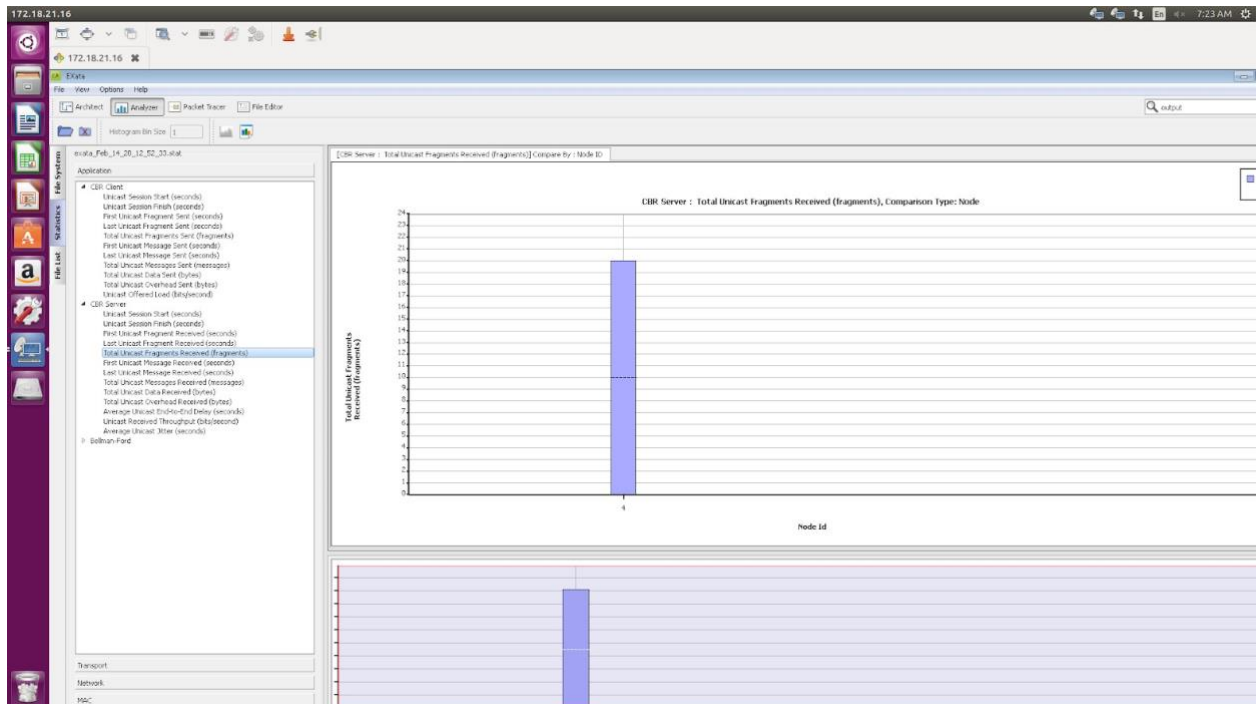 172.18.21.16
En 7:23 AM
172.18.21.16
EXata
File View Options Help
Architect Analyzer Packet Tracer File Editor
output
Histogram Bin Size 1
File System
Statistics
File List
exata_Feb_14_20_12_52_33.stat
Application
CBR Client
Unicast Session Start (seconds)
Unicast Session Finish (seconds)
First Unicast Fragment Sent (seconds)
Last Unicast Fragment Sent (seconds)
Total Unicast Fragments Sent (fragments)
First Unicast Message Sent (seconds)
Last Unicast Message Sent (seconds)
Total Unicast Messages Sent (messages)
Total Unicast Data Sent (bytes)
Total Unicast Overhead Sent (bytes)
Unicast Offered Load (bits/second)
CBR Server
Unicast Session Start (seconds)
Unicast Session Finish (seconds)
First Unicast Fragment Received (seconds)
Last Unicast Fragment Received (seconds)
Total Unicast Fragments Received (fragments)
First Unicast Message Received (seconds)
Last Unicast Message Received (seconds)
Total Unicast Messages Received (messages)
Total Unicast Data Received (bytes)
Total Unicast Overhead Received (bytes)
Average Unicast End-to-End Delay (seconds)
Unicast Received Throughput (bits/second)
Average Unicast Jitter (seconds)
Bellman-Ford
Transport
Network
MAC
[CBR Server : Total Unicast Fragments Received (fragments)] Compare By : Node ID
CBR Server : Total Unicast Fragments Received (fragments), Comparison Type: Node
Total Unicast Fragments
Received (fragments)
24
23
22
21
20
19
18
17
16
15
14
13
12
11
10
9
8
7
6
5
4
3
2
1
0
4
Node Id